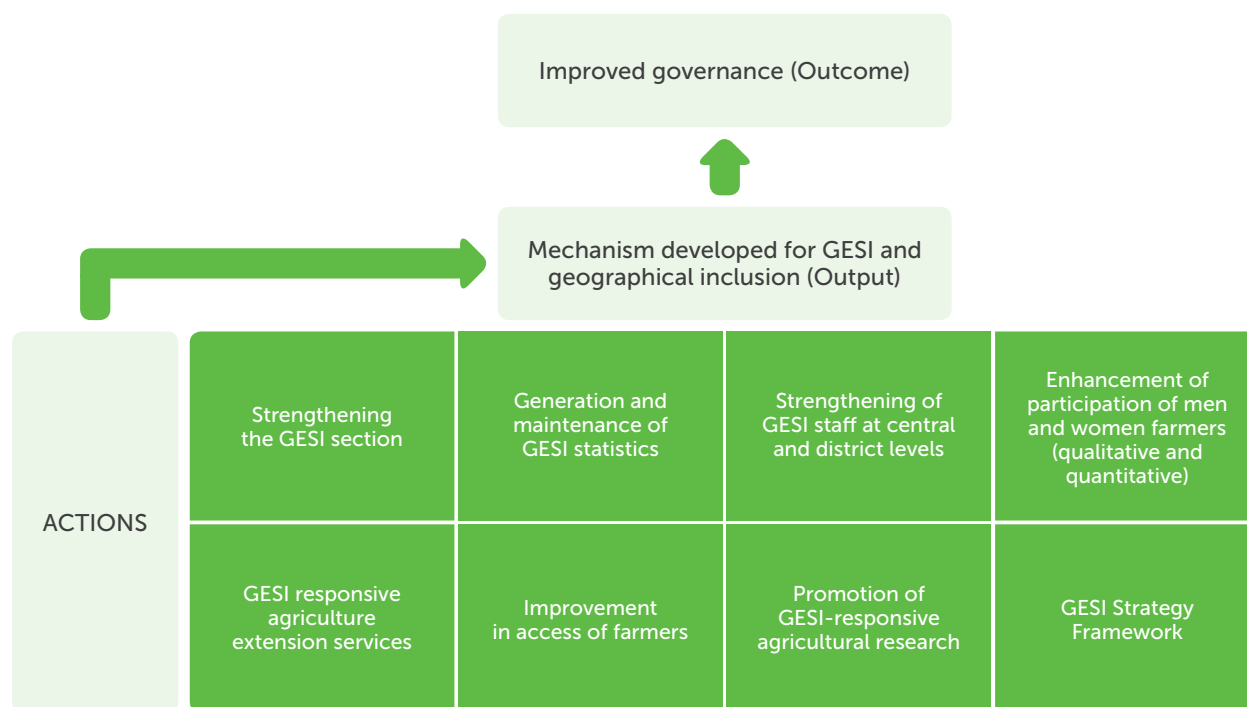 Improved governance (Outcome)
Mechanism developed for GESI and
geographical inclusion (Output)
ACTIONS
Strengthening
the GESI section
Generation and
maintenance of
GESI statistics
Strengthening of
GESI staff at central
and district levels
Enhancement of
participation of men
and women farmers
(qualitative and
quantitative)
GESI responsive
agriculture
extension services
Improvement
in access of farmers
Promotion of
GESI-responsive
agricultural research
GESI Strategy
Framework